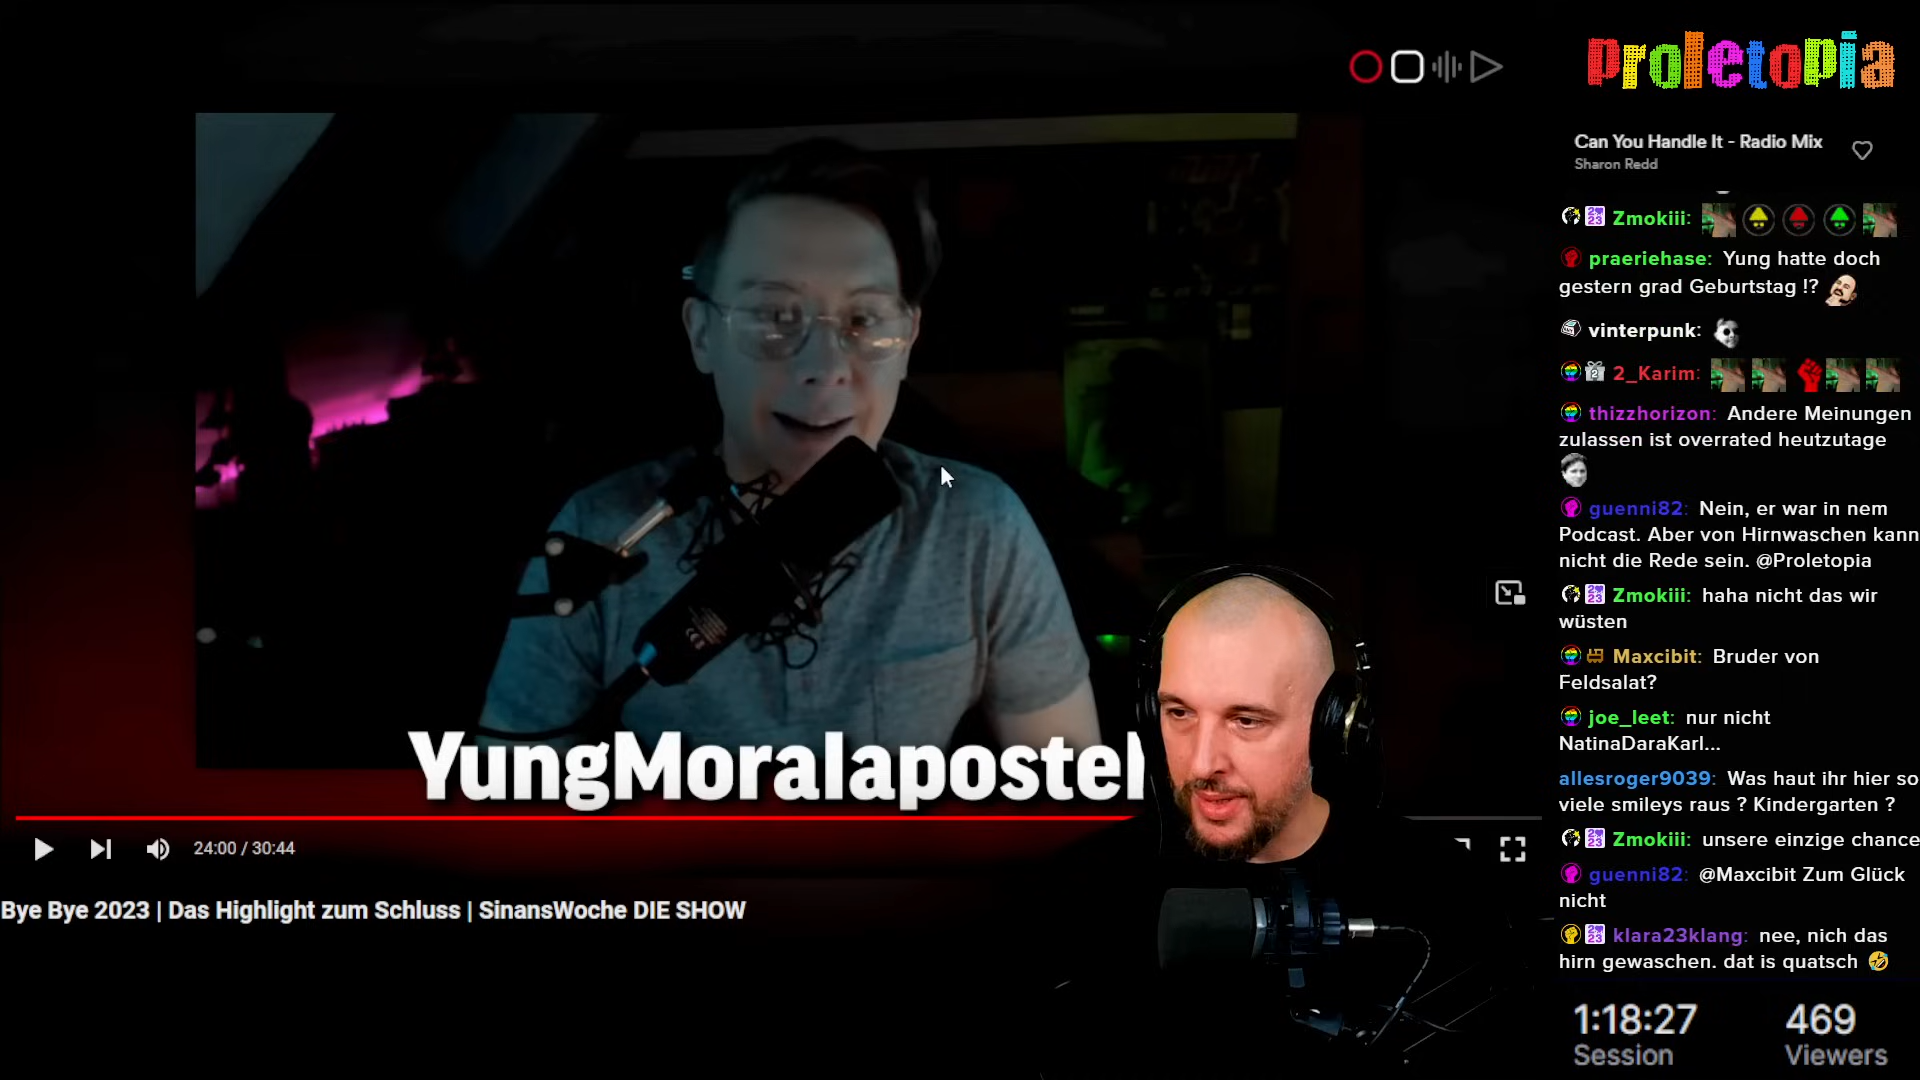 Proletopia
Can You Handle It - Radio Mix
Sharon Redd
Zmokiii:
praeriehase: Yung hatte doch
gestern grad Geburtstag !?
vinterpunk:
2_Karim:
thizzhorizon: Andere Meinungen
zulassen ist overrated heutzutage
guenni82: Nein, er war in nem
Podcast. Aber von Hirnwaschen kann
nicht die Rede sein. @Proletopia
Zmokiii: haha nicht das wir
wüsten
Maxcibit: Bruder von
Feldsalat?
joe_leet: nur nicht
NatinaDaraKarl...
allesroger9039: Was haut ihr hier so
viele smileys raus ? Kindergarten ?
Zmokiii: unsere einzige chance
guenni82: @Maxcibit Zum Glück
nicht
klara23klang: nee, nich das
hirn gewaschen. dat is quatsch
1:18:27
Session
469
Viewers
YungMoralapostel
24:00 / 30:44
Bye Bye 2023 | Das Highlight zum Schluss | SinansWoche DIE SHOW